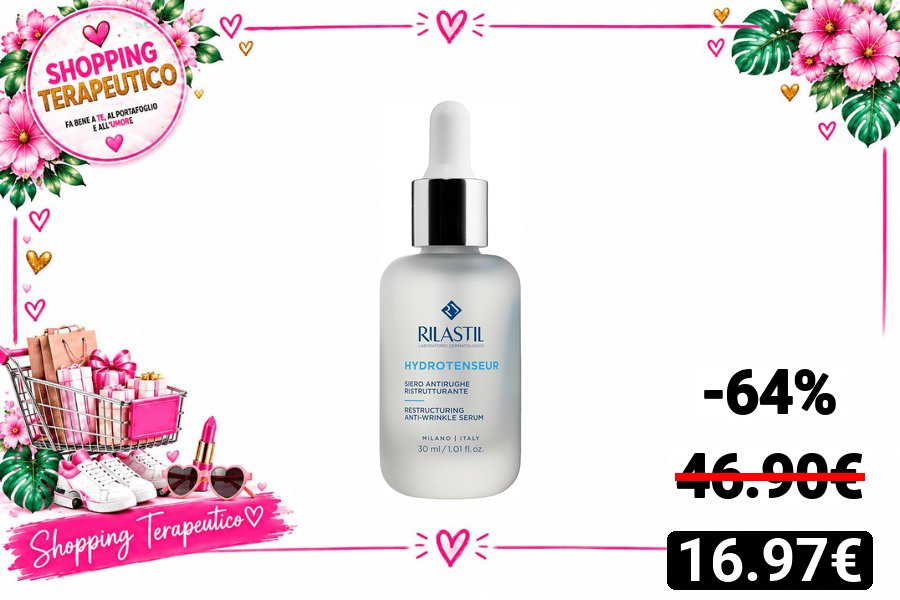 SHOPPING
TERAPEUTICO
FA BENE A TE, AL PORTAFOGLIO
E ALL'UMORE
RILASTIL
LABORATORIO DERMATOLOGICO
HYDROTENSEUR
SIERO ANTIRUGHE
RISTRUTTURANTE
RESTRUCTURING
ANTI-WRINKLE SERUM
MILANO | ITALY
30 ml / 1.01 fl. oz.
-64%
46.90€
16.97€
Shopping Terapeutico